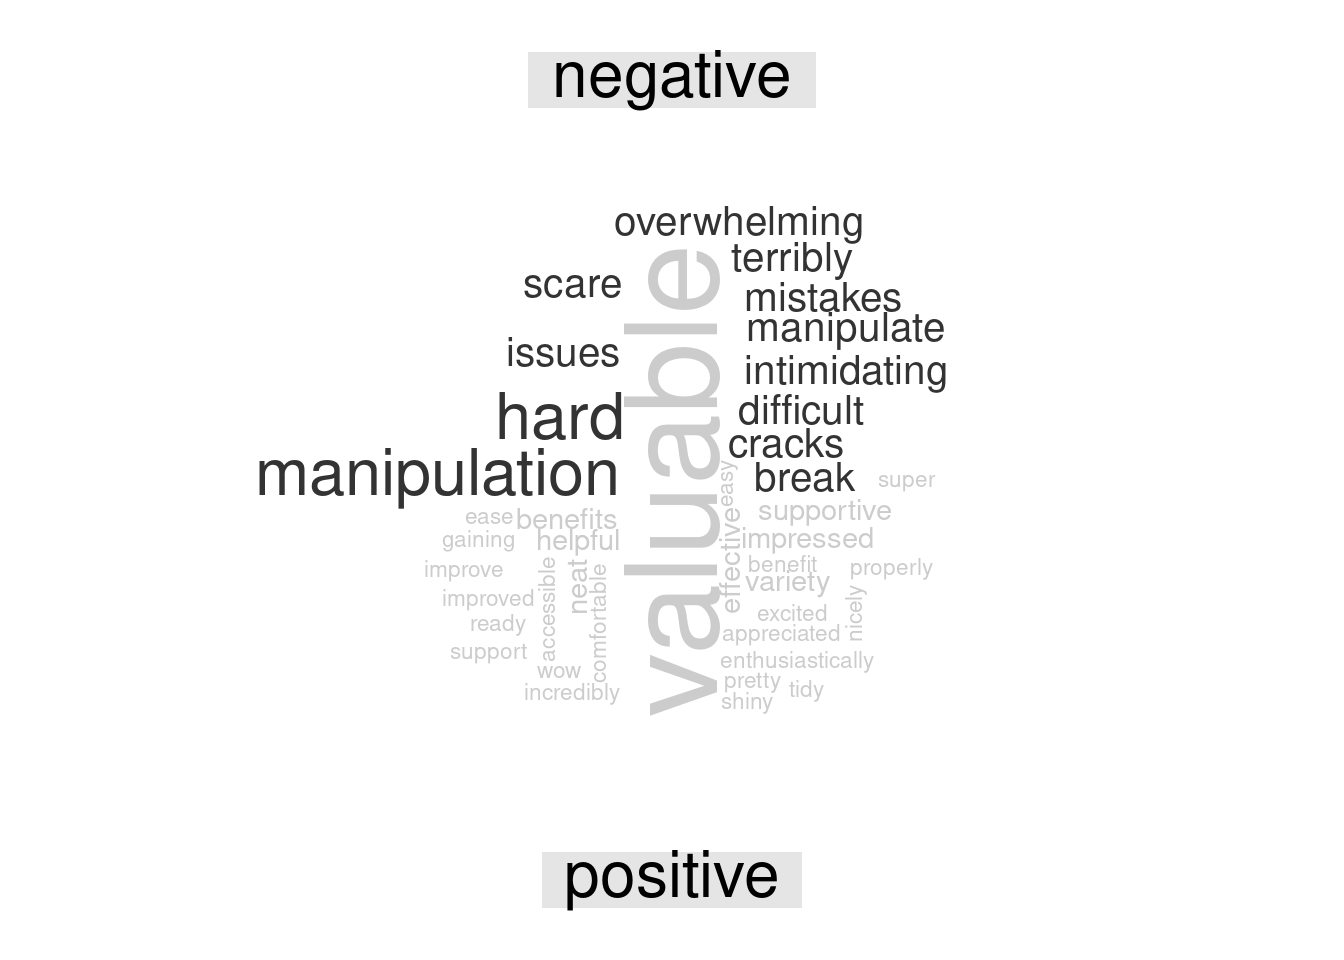 negative
overwhelming
terribly
scare
mistakes
manipulate
issues
intimidating
hard
difficult
cracks
manipulation
break
valuable
easy
super
ease
benefits
supportive
gaining
helpful
effective
impressed
improve
accessible
neat
comfortable
benefit
variety
properly
improved
excited
nicely
ready
appreciated
support
wow
enthusiastically
incredibly
pretty
tidy
shiny
positive